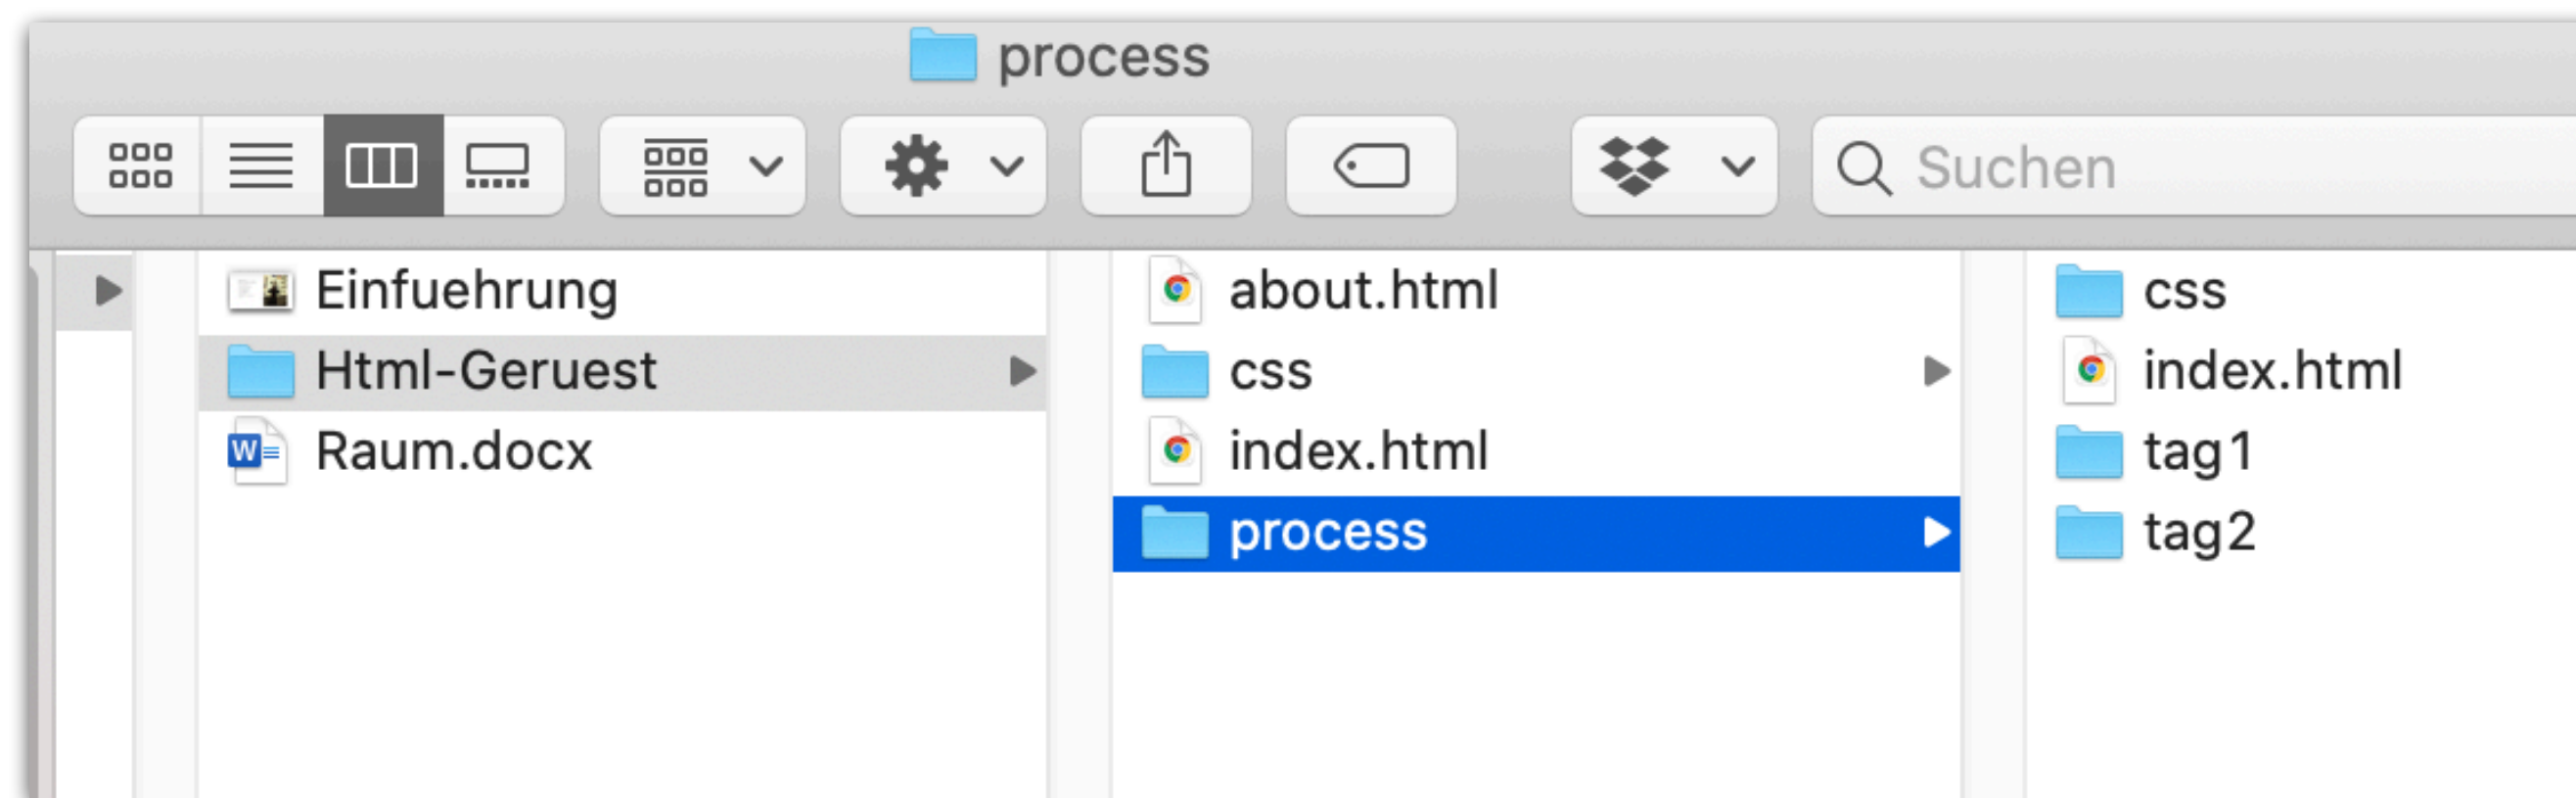 process
Suchen
Einfuehrung
Html-Geruest
Raum.docx
about.html
css
index.html
process
css
index.html
tag1
tag2